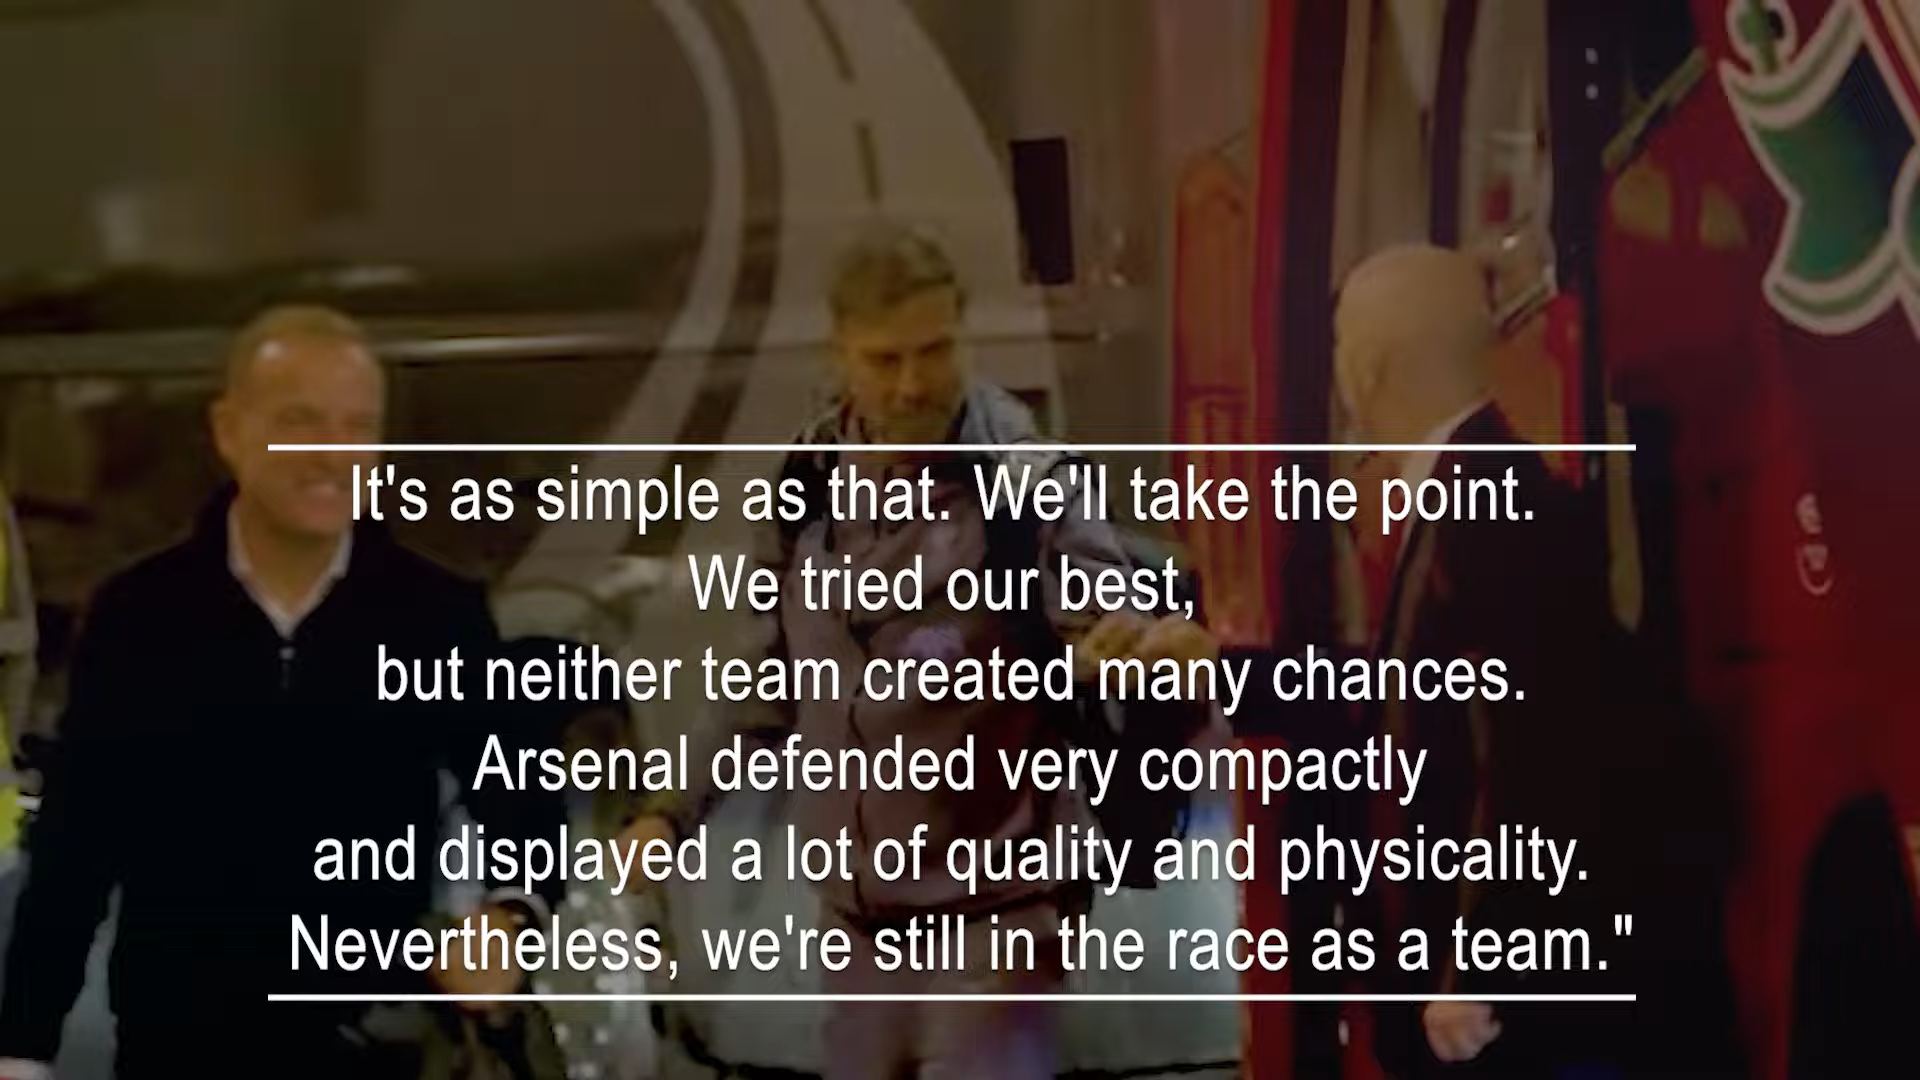 It's as simple as that. We'll take the point.
We tried our best,
but neither team created many chances.
Arsenal defended very compactly
and displayed a lot of quality and physicality.
Nevertheless, we're still in the race as a team."